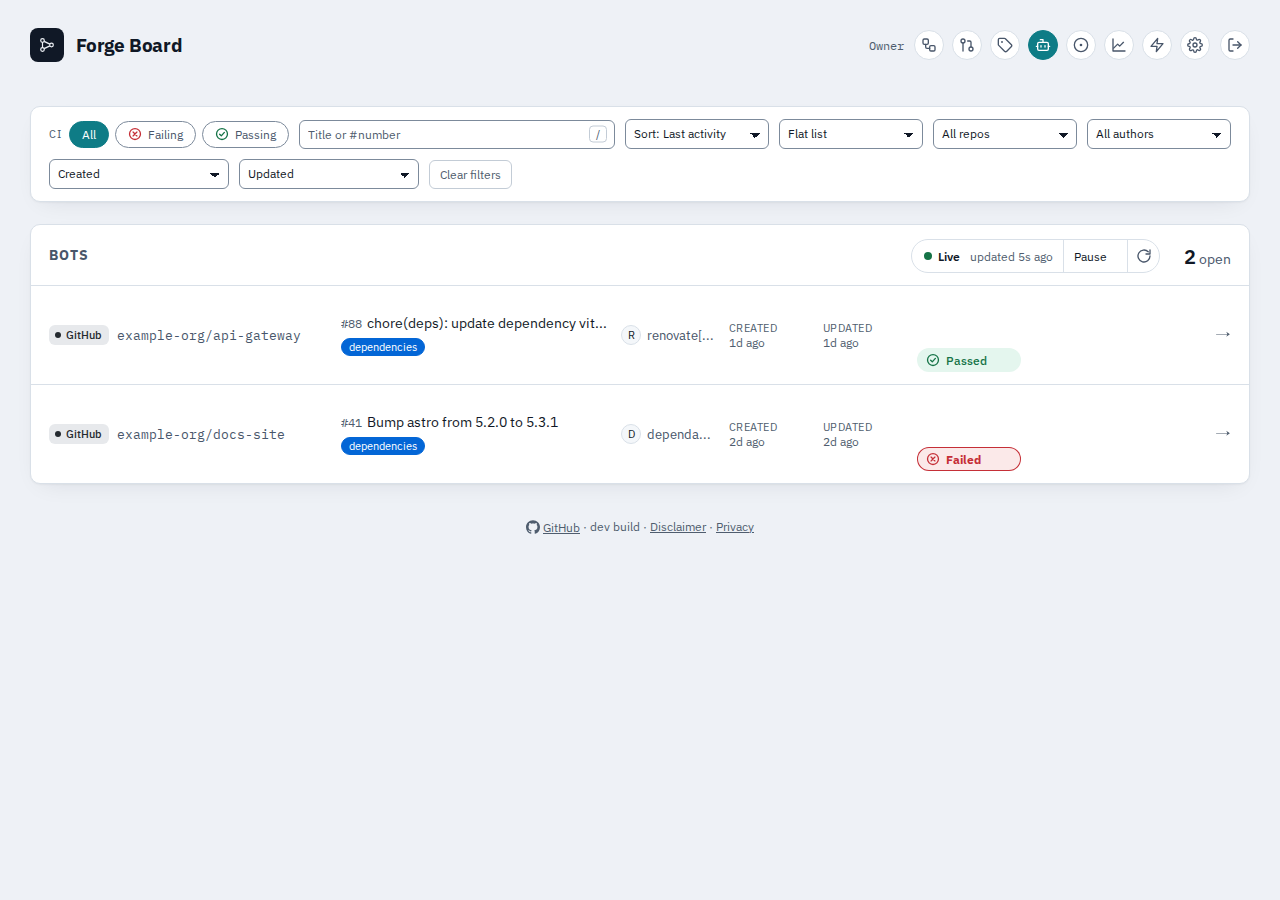 Forge Board
Owner
CI All Failing Passing Title or #number / Sort: Last activity Flat list All repos All authors
Created Updated Clear filters
BOTS Live updated 5s ago Pause 2 open
GitHub example-org/api-gateway #88 chore(deps): update dependency vit... R renovate[... CREATED 1d ago UPDATED 1d ago →
dependencies
Passed
GitHub example-org/docs-site #41 Bump astro from 5.2.0 to 5.3.1 D dependa... CREATED 2d ago UPDATED 2d ago →
dependencies
Failed
GitHub · dev build · Disclaimer · Privacy